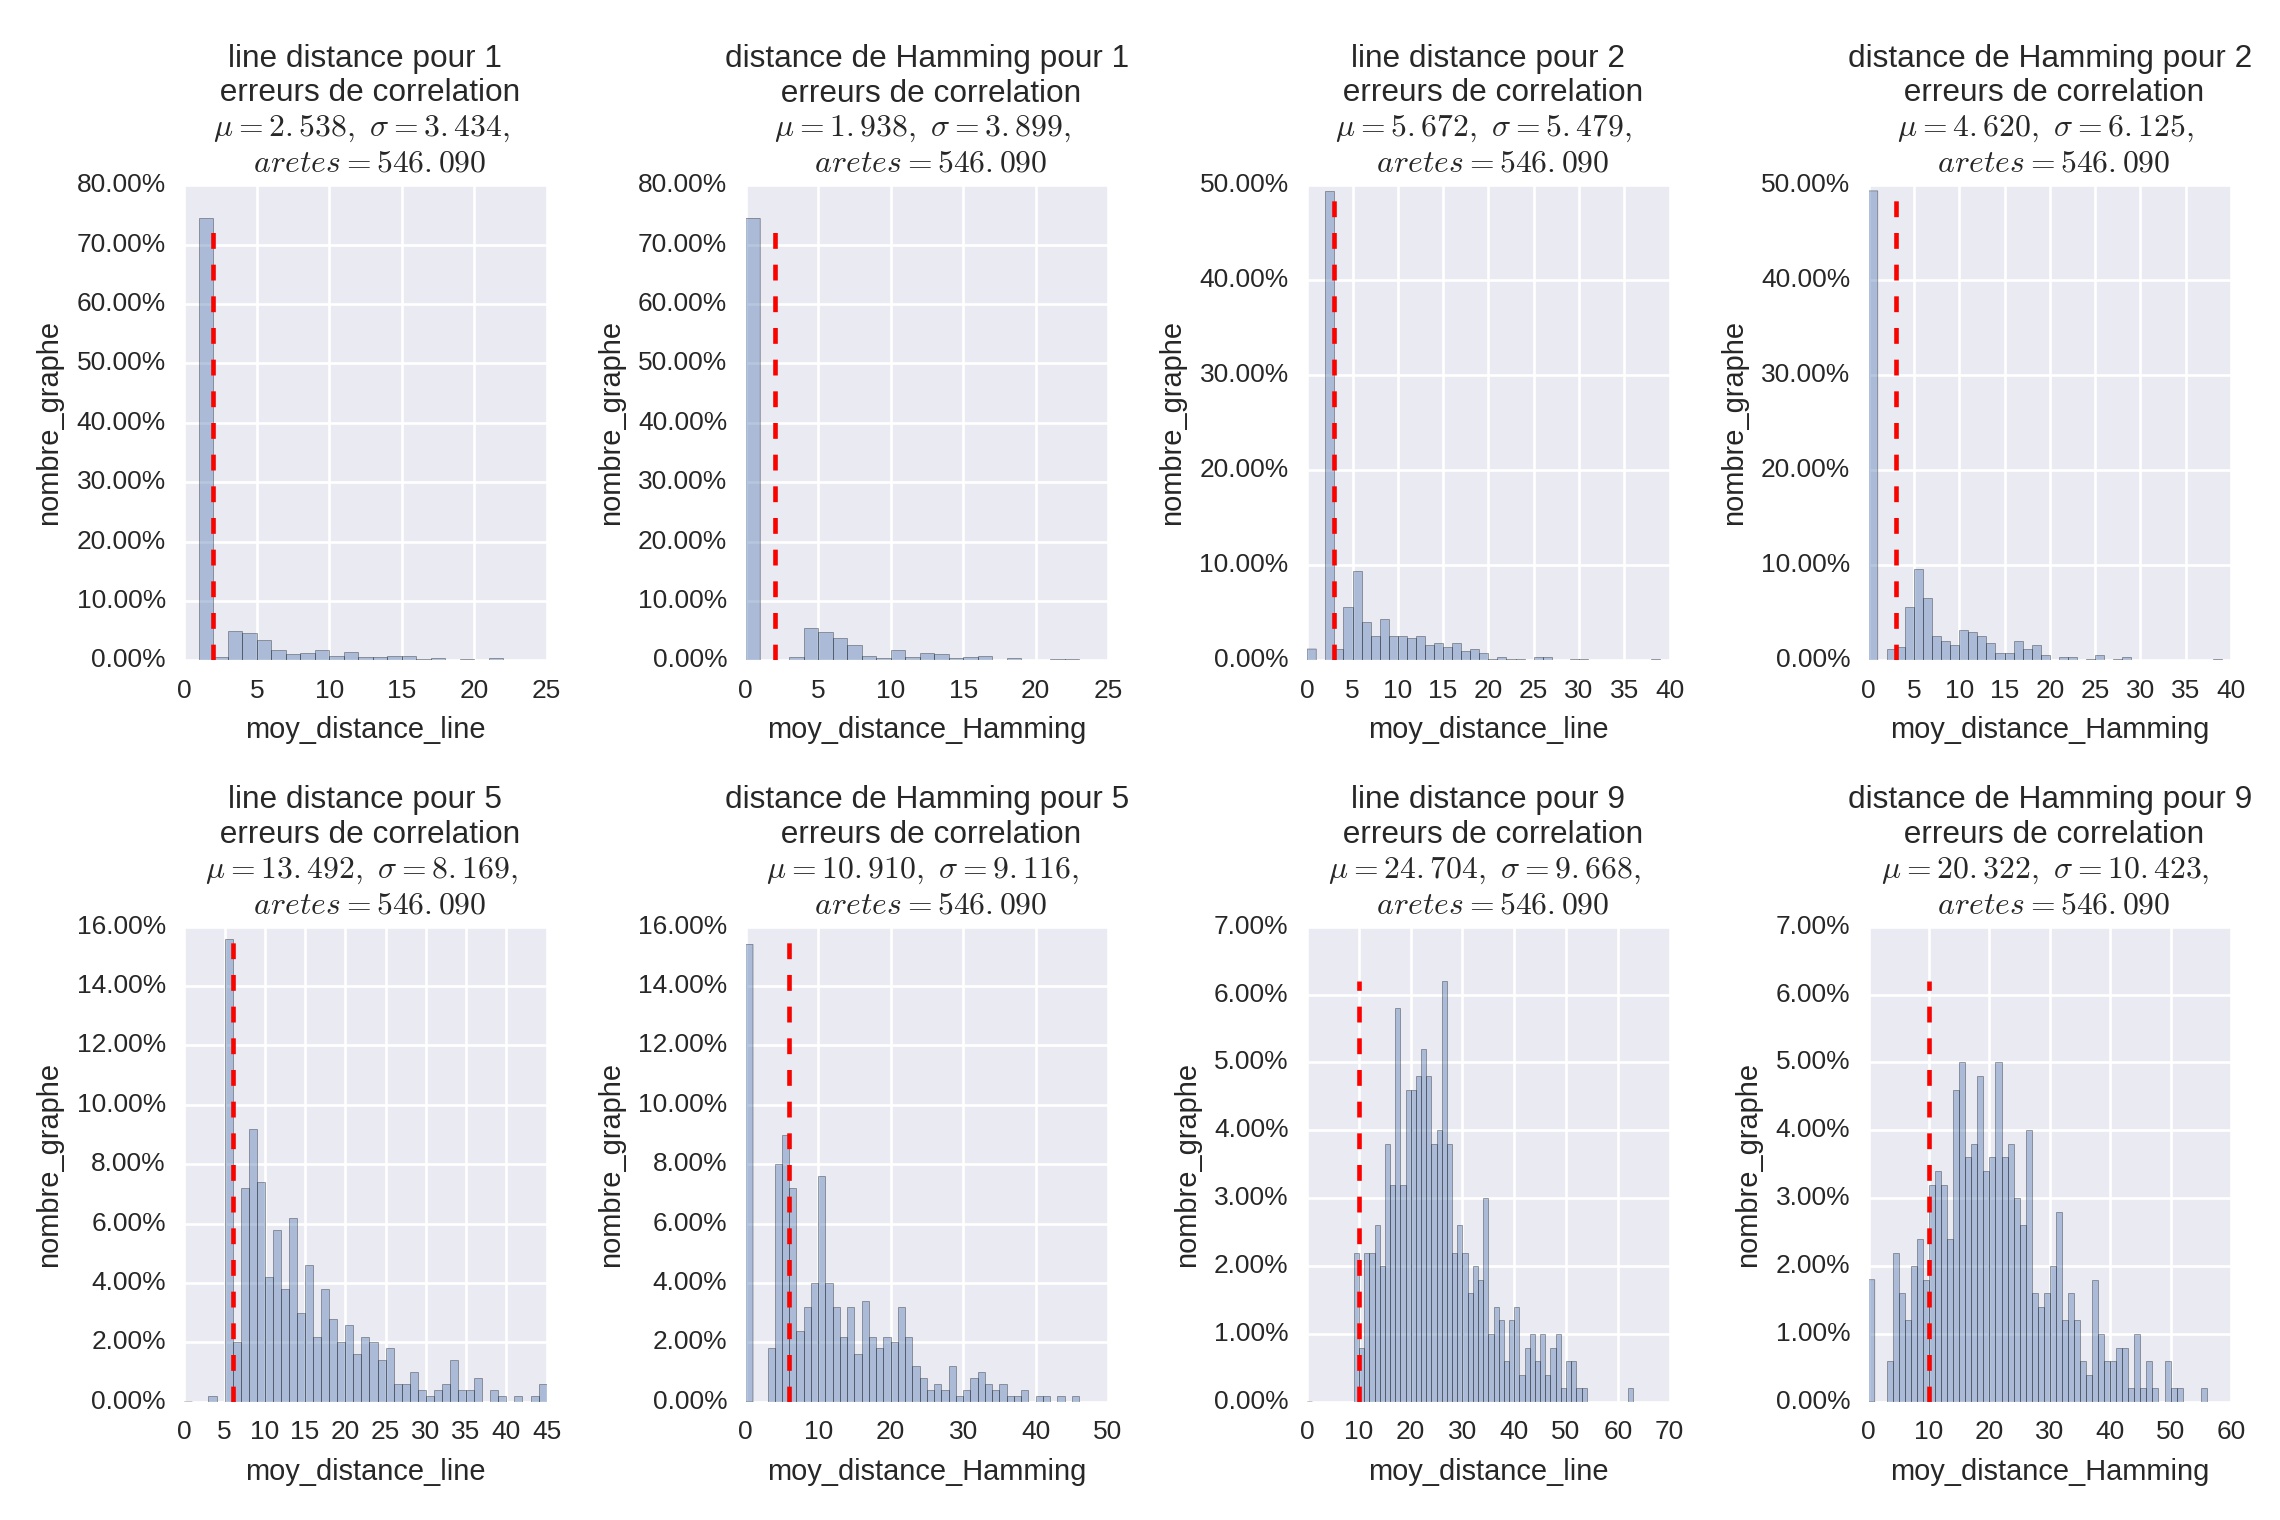 line distance pour 1
erreurs de correlation
μ = 2.538, σ = 3.434,
aretes = 546.090
80.00%
70.00%
60.00%
50.00%
40.00%
30.00%
20.00%
10.00%
0.00%
nombre_graphe
0 5 10 15 20 25
moy_distance_line
distance de Hamming pour 1
erreurs de correlation
μ = 1.938, σ = 3.899,
aretes = 546.090
80.00%
70.00%
60.00%
50.00%
40.00%
30.00%
20.00%
10.00%
0.00%
nombre_graphe
0 5 10 15 20 25
moy_distance_Hamming
line distance pour 2
erreurs de correlation
μ = 5.672, σ = 5.479,
aretes = 546.090
50.00%
40.00%
30.00%
20.00%
10.00%
0.00%
nombre_graphe
0 5 10 15 20 25 30 35 40
moy_distance_line
distance de Hamming pour 2
erreurs de correlation
μ = 4.620, σ = 6.125,
aretes = 546.090
50.00%
40.00%
30.00%
20.00%
10.00%
0.00%
nombre_graphe
0 5 10 15 20 25 30 35 40
moy_distance_Hamming
line distance pour 5
erreurs de correlation
μ = 13.492, σ = 8.169,
aretes = 546.090
16.00%
14.00%
12.00%
10.00%
8.00%
6.00%
4.00%
2.00%
0.00%
nombre_graphe
0 5 10 15 20 25 30 35 40 45
moy_distance_line
distance de Hamming pour 5
erreurs de correlation
μ = 10.910, σ = 9.116,
aretes = 546.090
16.00%
14.00%
12.00%
10.00%
8.00%
6.00%
4.00%
2.00%
0.00%
nombre_graphe
0 10 20 30 40 50
moy_distance_Hamming
line distance pour 9
erreurs de correlation
μ = 24.704, σ = 9.668,
aretes = 546.090
7.00%
6.00%
5.00%
4.00%
3.00%
2.00%
1.00%
0.00%
nombre_graphe
0 10 20 30 40 50 60 70
moy_distance_line
distance de Hamming pour 9
erreurs de correlation
μ = 20.322, σ = 10.423,
aretes = 546.090
7.00%
6.00%
5.00%
4.00%
3.00%
2.00%
1.00%
0.00%
nombre_graphe
0 10 20 30 40 50 60
moy_distance_Hamming